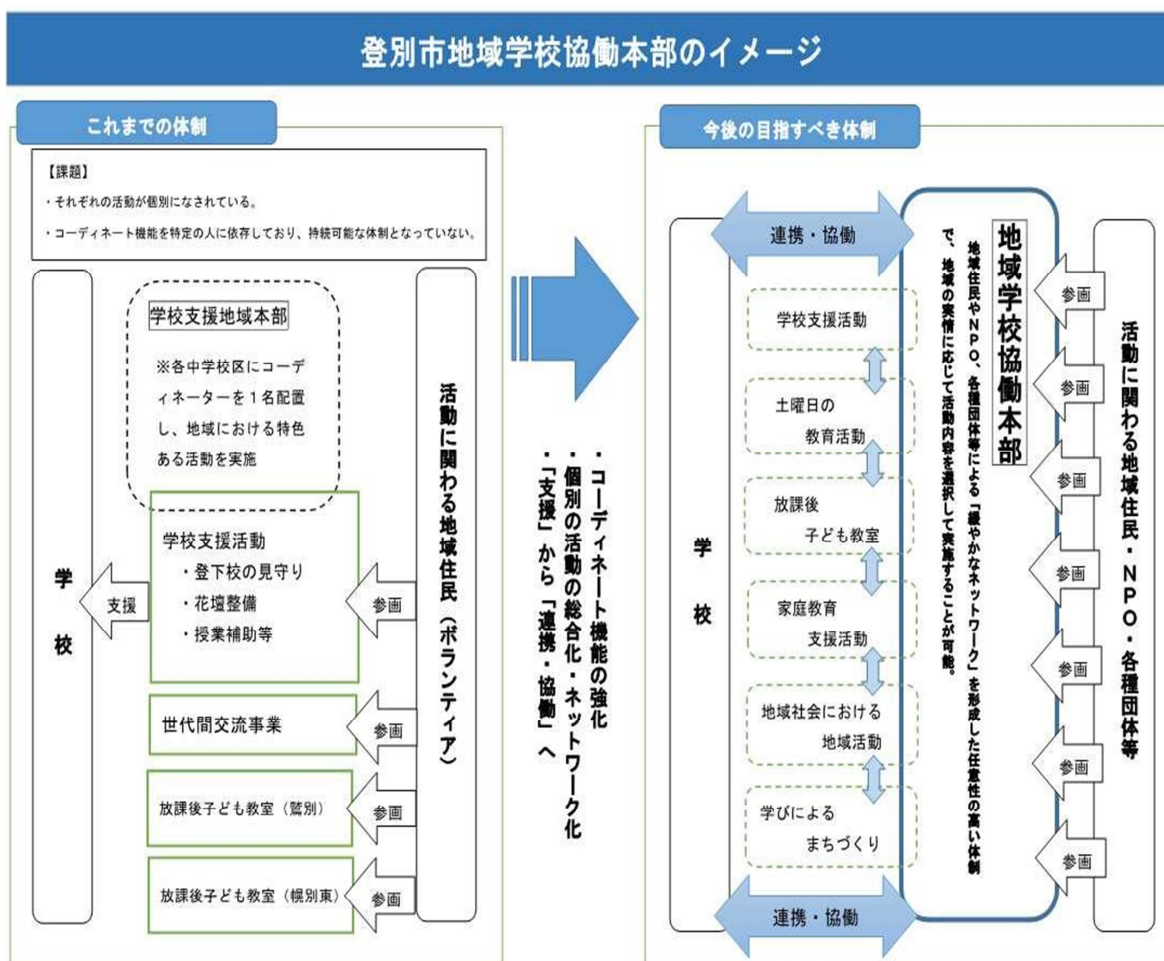 登別市地域学校協働本部のイメージ
これまでの体制
【課題】
・それぞれの活動が個別になされている。
・コーディネート機能を特定の人に依存しており、持続可能な体制となっていない。
学校
学校支援地域本部
※各中学校区にコーデ
ィネーターを１名配置
し、地域における特色
ある活動を実施
学校支援活動
・登下校の見守り
・花壇整備
・授業補助等
支援
世代間交流事業
放課後子ども教室（鷲別）
放課後子ども教室（幌別東）
参画
参画
参画
参画
活動に関わる地域住民（ボランティア）
・コーディネート機能の強化
・個別の活動の総合化・ネットワーク化
・「支援」から「連携・協働」へ
今後の目指すべき体制
学校
連携・協働
学校支援活動
土曜日の
教育活動
放課後
子ども教室
家庭教育
支援活動
地域社会における
地域活動
学びによる
まちづくり
連携・協働
地域学校協働本部
地域住民やＮＰＯ、各種団体等による「緩やかなネットワーク」を形成した任意性の高い体制
で、地域の実情に応じて活動内容を選択して実施することが可能。
参画
参画
参画
参画
参画
参画
参画
活動に関わる地域住民・ＮＰＯ・各種団体等